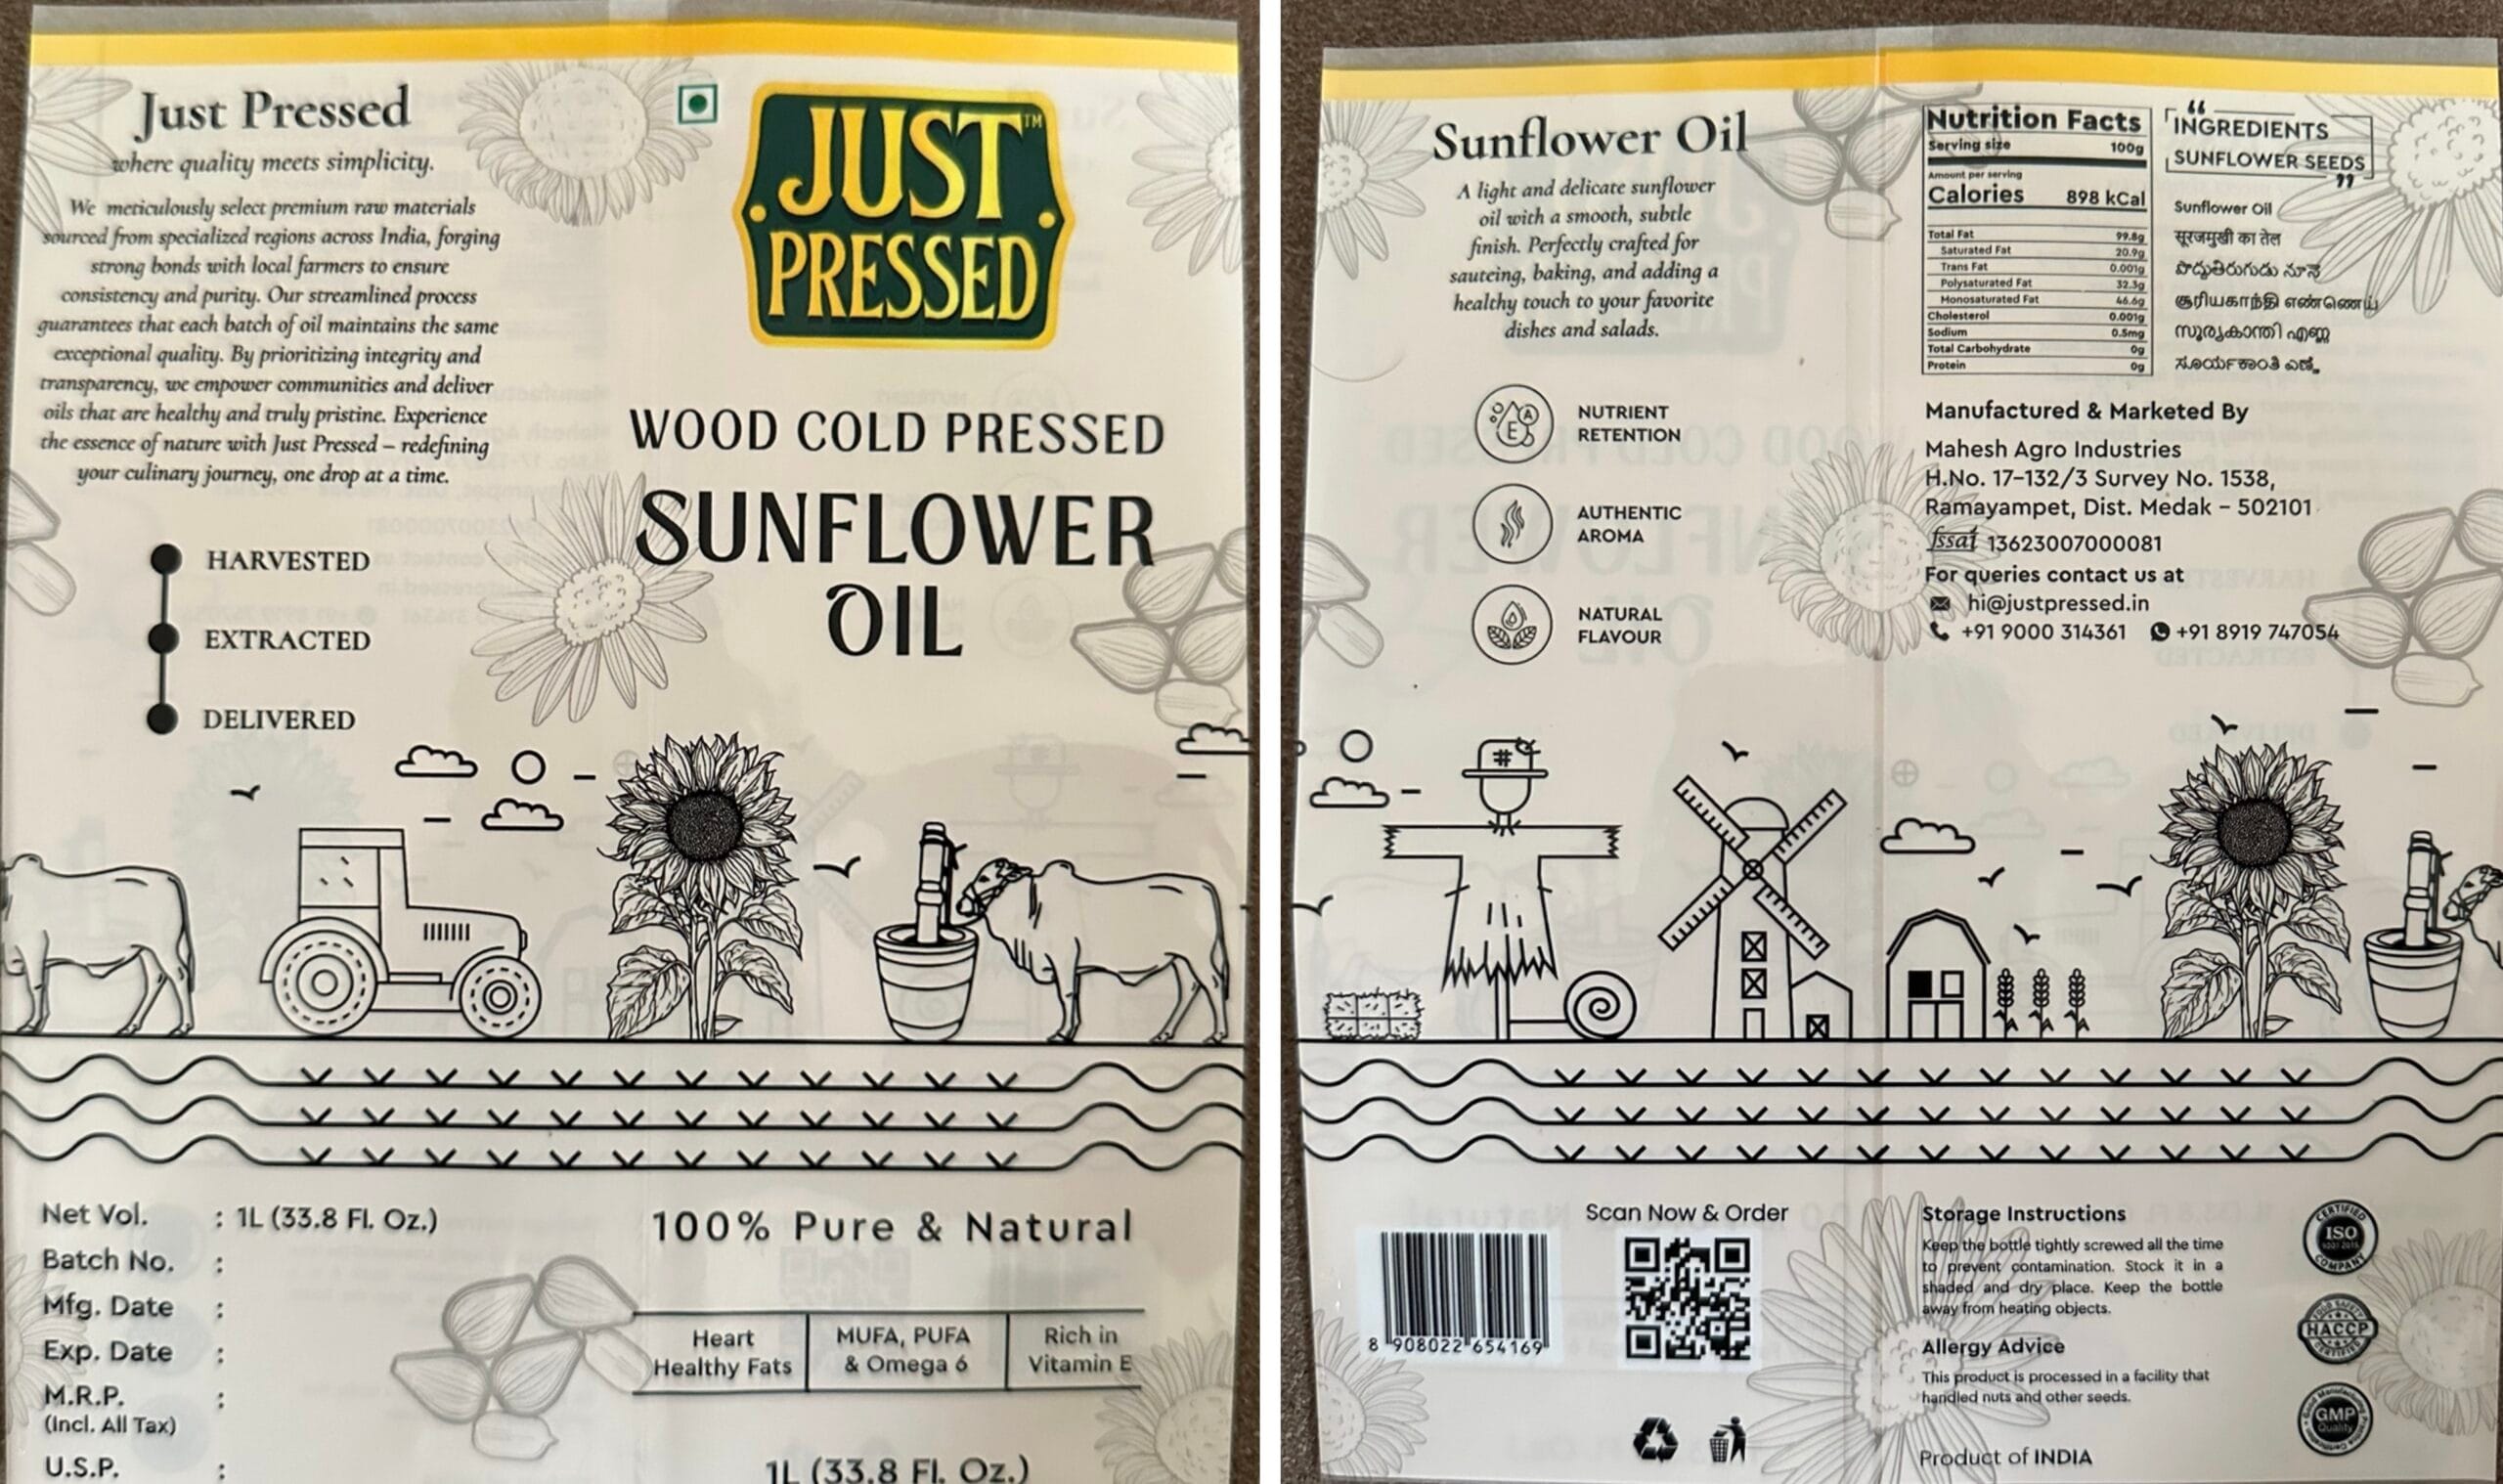 Just Pressed
where quality meets simplicity.
We meticulously select premium raw materials
sourced from specialized regions across India, forging
strong bonds with local farmers to ensure
consistency and purity. Our streamlined process
guarantees that each batch of oil maintains the same
exceptional quality. By prioritizing integrity and
transparency, we empower communities and deliver
oils that are healthy and truly pristine. Experience
the essence of nature with Just Pressed – redefining
your culinary journey, one drop at a time.
HARVESTED
EXTRACTED
DELIVERED
JUST
TM
PRESSED
WOOD COLD PRESSED
SUNFLOWER
OIL
Net Vol. : 1L (33.8 Fl. Oz.)
Batch No. :
Mfg. Date :
Exp. Date :
M.R.P. :
(Incl. All Tax)
U.S.P. :
100% Pure & Natural
Heart
Healthy Fats
MUFA, PUFA
& Omega 6
Rich in
Vitamin E
1L (33.8 Fl. Oz.)
Sunflower Oil
A light and delicate sunflower
oil with a smooth, subtle
finish. Perfectly crafted for
sauteing, baking, and adding a
healthy touch to your favorite
dishes and salads.
NUTRIENT
RETENTION
AUTHENTIC
AROMA
NATURAL
FLAVOUR
Nutrition Facts
Serving size 100g
Amount per serving
Calories 898 kCal
Total Fat 99.8g
Saturated Fat 20.9g
Trans Fat 0.001g
Polysaturated Fat 32.3g
Monosaturated Fat 46.6g
Cholesterol 0.001g
Sodium 0.5mg
Total Carbohydrate 0g
Protein 0g
“
INGREDIENTS
SUNFLOWER SEEDS
”
Sunflower Oil
सूरजमुखी का तेल
పొద్దుతిరుగుడు నూనె
சூரியகாந்தி எண்ணெய்
സൂര്യകാന്തി എണ്ണ
ಸೂರ್ಯಕಾಂತಿ ಎಣ್ಣೆ
Manufactured & Marketed By
Mahesh Agro Industries
H.No. 17-132/3 Survey No. 1538,
Ramayampet, Dist. Medak - 502101
fssai 13623007000081
For queries contact us at
hi@justpressed.in
+91 9000 314361 +91 8919 747054
Scan Now & Order
8 908022 654169
Storage Instructions
Keep the bottle tightly screwed all the time
to prevent contamination. Stock it in a
shaded and dry place. Keep the bottle
away from heating objects.
Allergy Advice
This product is processed in a facility that
handled nuts and other seeds.
Product of INDIA
CERTIFIED
ISO
9001:2015
COMPANY
FOOD SAFETY
HACCP
CERTIFIED
GMP
Quality